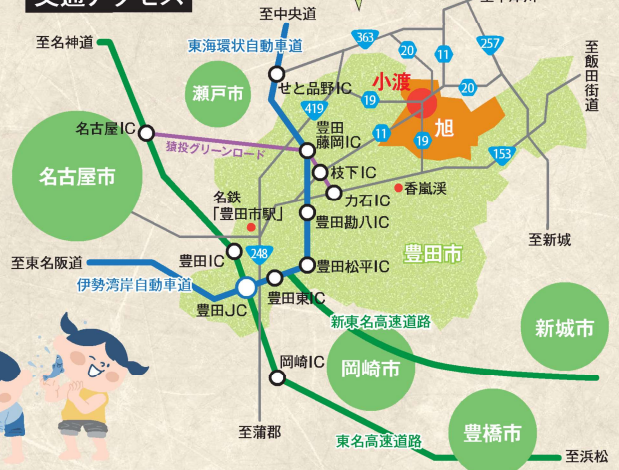 交通アクセス
至中央道
至名神道
東海環状自動車道
363
20
11
257
至飯田街道
瀬戸市
せと品野IC
小渡
20
19
419
旭
名古屋IC
猿投グリーンロード
豊田
藤岡IC
11
19
153
名古屋市
枝下IC
力石IC
香嵐渓
名鉄
「豊田市駅」
豊田勘八IC
至新城
豊田市
豊田IC
248
至東名阪道
豊田松平IC
伊勢湾岸自動車道
豊田東IC
豊田JC
新東名高速道路
新城市
岡崎IC
岡崎市
至蒲郡
東名高速道路
豊橋市
至浜松